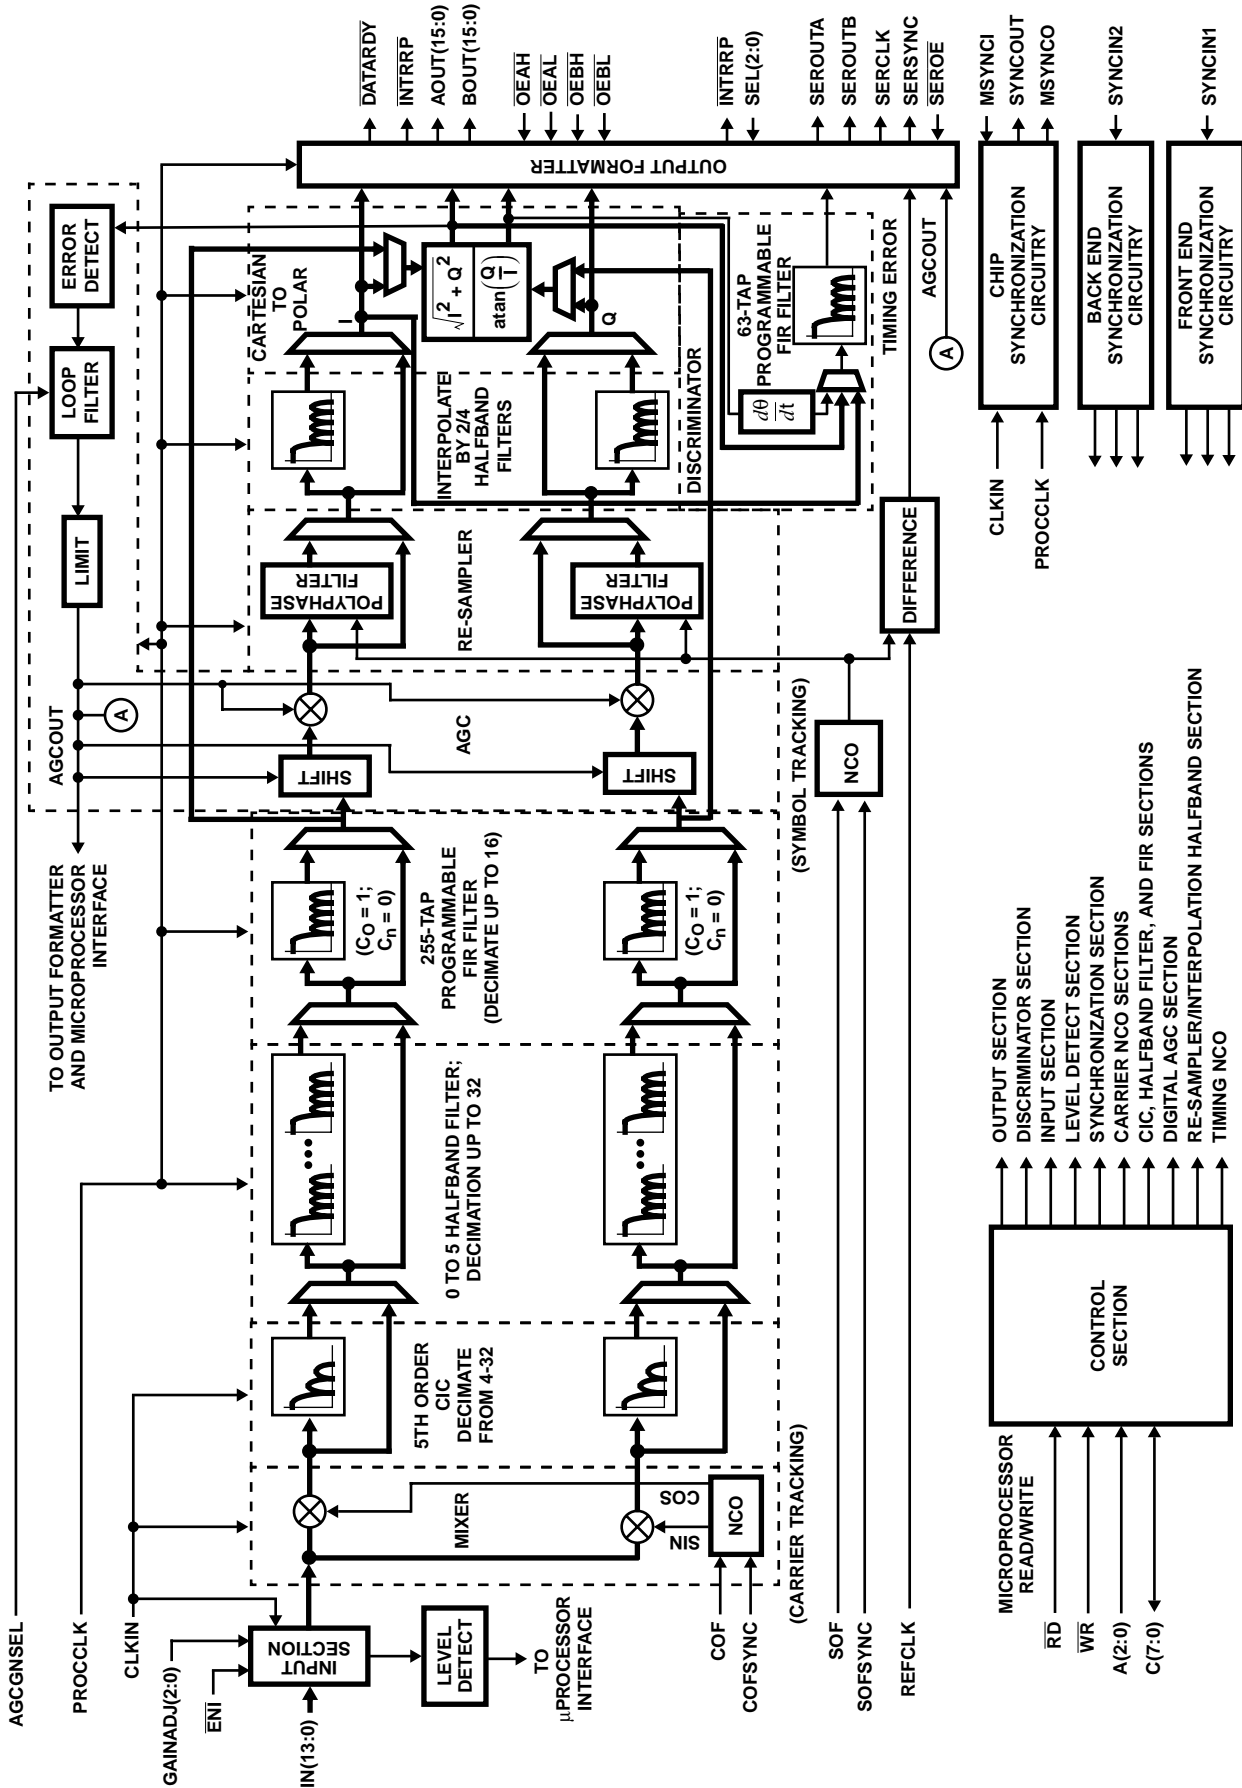 AGCGNSEL
PROCCLK
CLKIN
GAINADJ(2:0)
ENI
IN(13:0)
INPUT
SECTION
LEVEL
DETECT
TO
µPROCESSOR
INTERFACE
COF
COFSYNC
(CARRIER TRACKING)
MIXER
COS
SIN
NCO
5TH ORDER
CIC
DECIMATE
FROM 4-32
0 TO 5 HALFBAND FILTER;
DECIMATION UP TO 32
255-TAP
PROGRAMMABLE
FIR FILTER
(DECIMATE UP TO 16)
(CO = 1;
Cn = 0)
(CO = 1;
Cn = 0)
TO OUTPUT FORMATTER
AND MICROPROCESSOR
INTERFACE
AGCOUT
A
SHIFT
SHIFT
AGC
LIMIT
LOOP
FILTER
ERROR
DETECT
POLYPHASE
FILTER
RE-SAMPLER
POLYPHASE
FILTER
INTERPOLATE
BY 2/4
HALFBAND
FILTERS
CARTESIAN
TO
POLAR
I
√I2 + Q2
atan(Q/I)
Q
DISCRIMINATOR
dθ
dt
63-TAP
PROGRAMMABLE
FIR FILTER
TIMING ERROR
OUTPUT FORMATTER
DATARDY
INTRRP
AOUT(15:0)
BOUT(15:0)
OEAH
OEAL
OEBH
OEBL
INTRRP
SEL(2:0)
SEROUTA
SEROUTB
SERCLK
SERSYNC
SEROE
AGCOUT
A
SOF
SOFSYNC
REFCLK
NCO
(SYMBOL TRACKING)
DIFFERENCE
MICROPROCESSOR
READ/WRITE
RD
WR
A(2:0)
C(7:0)
CONTROL
SECTION
OUTPUT SECTION
DISCRIMINATOR SECTION
INPUT SECTION
LEVEL DETECT SECTION
SYNCHRONIZATION SECTION
CARRIER NCO SECTIONS
CIC, HALFBAND FILTER, AND FIR SECTIONS
DIGITAL AGC SECTION
RE-SAMPLER/INTERPOLATION HALFBAND SECTION
TIMING NCO
CLKIN
PROCCLK
CHIP
SYNCHRONIZATION
CIRCUITRY
MSYNCI
SYNCOUT
MSYNCO
BACK END
SYNCHRONIZATION
CIRCUITRY
SYNCIN2
FRONT END
SYNCHRONIZATION
CIRCUITRY
SYNCIN1